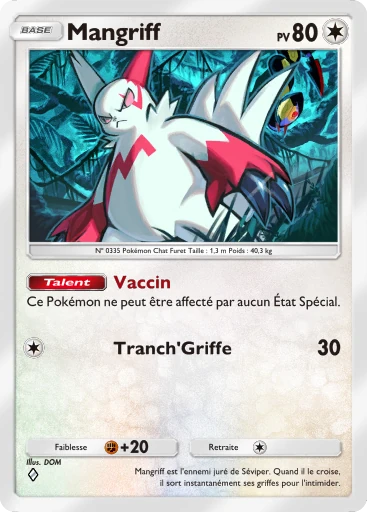 BASE Mangriff PV 80
N° 0335 Pokémon Chat Furet Taille : 1,3 m Poids : 40,3 kg
Talent Vaccin
Ce Pokémon ne peut être affecté par aucun État Spécial.
Tranch'Griffe 30
Faiblesse +20 Retraite
Illus. DOM
Mangriff est l'ennemi juré de Séviper. Quand il le croise,
il sort instantanément ses griffes pour l'intimider.